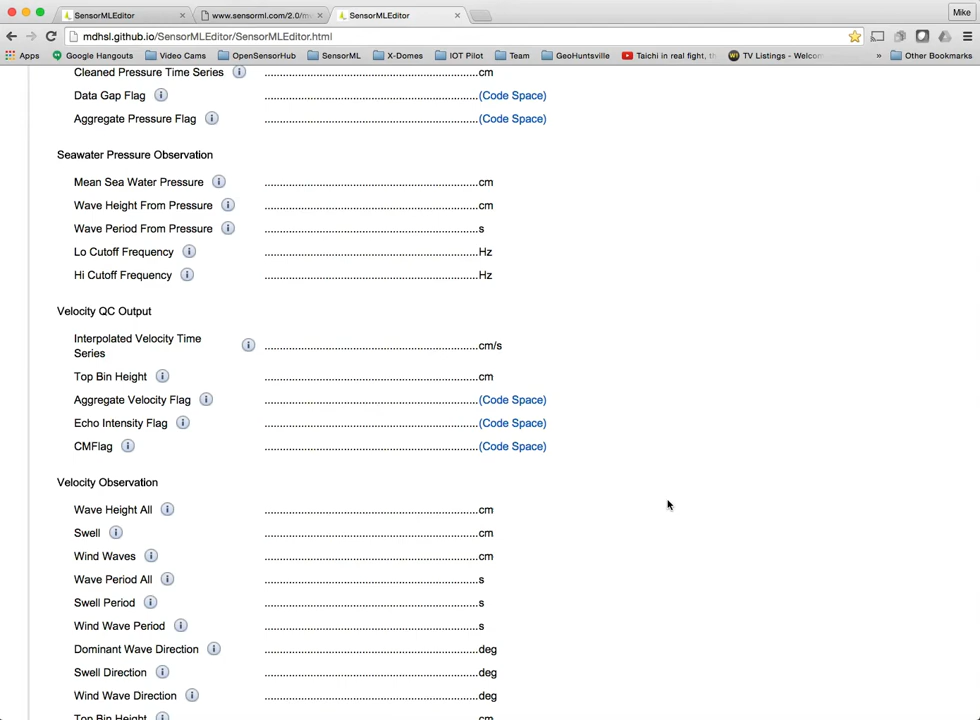 SensorMLEditor
www.sensorml.com/2.0/m
SensorMLEditor
Mike
mdhsl.github.io/SensorMLEditor/SensorMLEditor.html
Apps Google Hangouts Video Cams OpenSensorHub SensorML X-Domes IOT Pilot Team GeoHuntsville Taichi in real fight, th TV Listings - Welcom » Other Bookmarks
Cleaned Pressure Time Series i ...cm
Data Gap Flag i ...(Code Space)
Aggregate Pressure Flag i ...(Code Space)
Seawater Pressure Observation
Mean Sea Water Pressure i ...cm
Wave Height From Pressure i ...cm
Wave Period From Pressure i ...s
Lo Cutoff Frequency i ...Hz
Hi Cutoff Frequency i ...Hz
Velocity QC Output
Interpolated Velocity Time
Series i ...cm/s
Top Bin Height i ...cm
Aggregate Velocity Flag i ...(Code Space)
Echo Intensity Flag i ...(Code Space)
CMFlag i ...(Code Space)
Velocity Observation
Wave Height All i ...cm
Swell i ...cm
Wind Waves i ...cm
Wave Period All i ...s
Swell Period i ...s
Wind Wave Period i ...s
Dominant Wave Direction i ...deg
Swell Direction i ...deg
Wind Wave Direction i ...deg
Top Bin Height i ...cm